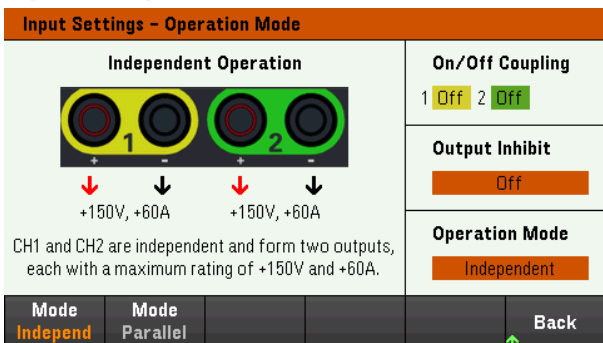 Input Settings – Operation Mode
Independent Operation
1 2
+ - + -
+150V, +60A +150V, +60A
CH1 and CH2 are independent and form two outputs,
each with a maximum rating of +150V and +60A.
On/Off Coupling
1 Off 2 Off
Output Inhibit
Off
Operation Mode
Independent
Mode Mode
Independ Parallel
Back